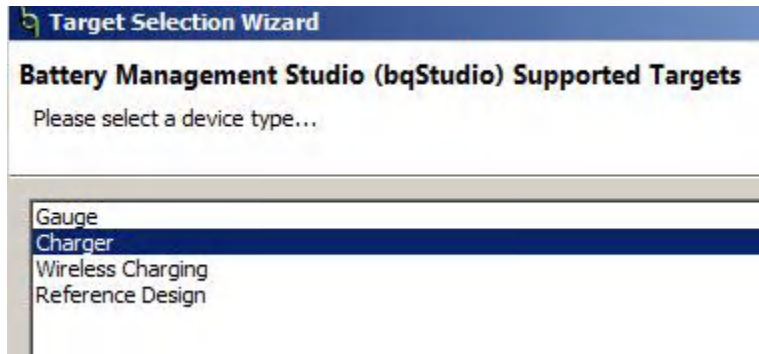 Target Selection Wizard
Battery Management Studio (bqStudio) Supported Targets
Please select a device type...
Gauge
Charger
Wireless Charging
Reference Design